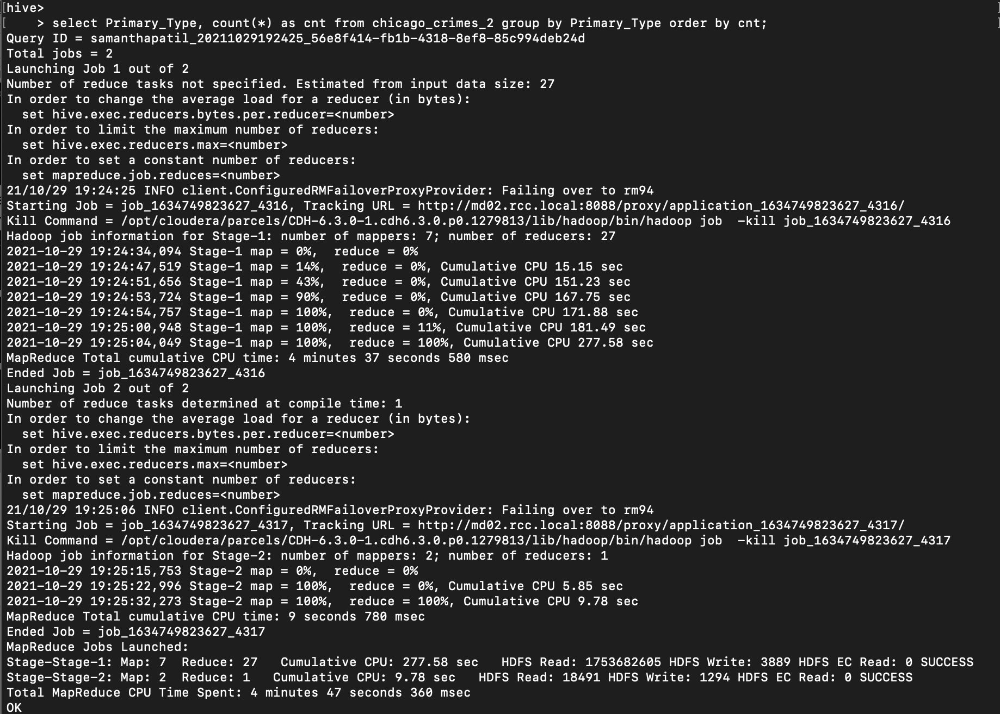 [hive>
[    > select Primary_Type, count(*) as cnt from chicago_crimes_2 group by Primary_Type order by cnt;
Query ID = samanthapatil_20211029192425_56e8f414-fb1b-4318-8ef8-85c994deb24d
Total jobs = 2
Launching Job 1 out of 2
Number of reduce tasks not specified. Estimated from input data size: 27
In order to change the average load for a reducer (in bytes):
  set hive.exec.reducers.bytes.per.reducer=<number>
In order to limit the maximum number of reducers:
  set hive.exec.reducers.max=<number>
In order to set a constant number of reducers:
  set mapreduce.job.reduces=<number>
21/10/29 19:24:25 INFO client.ConfiguredRMFailoverProxyProvider: Failing over to rm94
Starting Job = job_1634749823627_4316, Tracking URL = http://md02.rcc.local:8088/proxy/application_1634749823627_4316/
Kill Command = /opt/cloudera/parcels/CDH-6.3.0-1.cdh6.3.0.p0.1279813/lib/hadoop/bin/hadoop job  -kill job_1634749823627_4316
Hadoop job information for Stage-1: number of mappers: 7; number of reducers: 27
2021-10-29 19:24:34,094 Stage-1 map = 0%,  reduce = 0%
2021-10-29 19:24:47,519 Stage-1 map = 14%,  reduce = 0%, Cumulative CPU 15.15 sec
2021-10-29 19:24:51,656 Stage-1 map = 43%,  reduce = 0%, Cumulative CPU 151.23 sec
2021-10-29 19:24:53,724 Stage-1 map = 90%,  reduce = 0%, Cumulative CPU 167.75 sec
2021-10-29 19:24:54,757 Stage-1 map = 100%,  reduce = 0%, Cumulative CPU 171.88 sec
2021-10-29 19:25:00,948 Stage-1 map = 100%,  reduce = 11%, Cumulative CPU 181.49 sec
2021-10-29 19:25:04,049 Stage-1 map = 100%,  reduce = 100%, Cumulative CPU 277.58 sec
MapReduce Total cumulative CPU time: 4 minutes 37 seconds 580 msec
Ended Job = job_1634749823627_4316
Launching Job 2 out of 2
Number of reduce tasks determined at compile time: 1
In order to change the average load for a reducer (in bytes):
  set hive.exec.reducers.bytes.per.reducer=<number>
In order to limit the maximum number of reducers:
  set hive.exec.reducers.max=<number>
In order to set a constant number of reducers:
  set mapreduce.job.reduces=<number>
21/10/29 19:25:06 INFO client.ConfiguredRMFailoverProxyProvider: Failing over to rm94
Starting Job = job_1634749823627_4317, Tracking URL = http://md02.rcc.local:8088/proxy/application_1634749823627_4317/
Kill Command = /opt/cloudera/parcels/CDH-6.3.0-1.cdh6.3.0.p0.1279813/lib/hadoop/bin/hadoop job  -kill job_1634749823627_4317
Hadoop job information for Stage-2: number of mappers: 2; number of reducers: 1
2021-10-29 19:25:15,753 Stage-2 map = 0%,  reduce = 0%
2021-10-29 19:25:22,996 Stage-2 map = 100%,  reduce = 0%, Cumulative CPU 5.85 sec
2021-10-29 19:25:32,273 Stage-2 map = 100%,  reduce = 100%, Cumulative CPU 9.78 sec
MapReduce Total cumulative CPU time: 9 seconds 780 msec
Ended Job = job_1634749823627_4317
MapReduce Jobs Launched:
Stage-Stage-1: Map: 7  Reduce: 27   Cumulative CPU: 277.58 sec   HDFS Read: 1753682605 HDFS Write: 3889 HDFS EC Read: 0 SUCCESS
Stage-Stage-2: Map: 2  Reduce: 1   Cumulative CPU: 9.78 sec   HDFS Read: 18491 HDFS Write: 1294 HDFS EC Read: 0 SUCCESS
Total MapReduce CPU Time Spent: 4 minutes 47 seconds 360 msec
OK